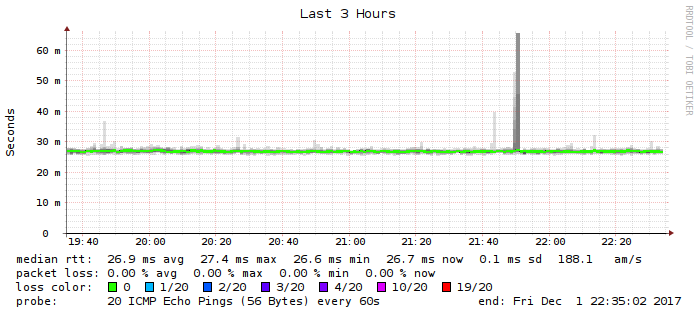 Last 3 Hours
RRDTOOL / TOBI OETIKER
Seconds
60 m
50 m
40 m
30 m
20 m
10 m
0
19:40 20:00 20:20 20:40 21:00 21:20 21:40 22:00 22:20
median rtt: 26.9 ms avg 27.4 ms max 26.6 ms min 26.7 ms now 0.1 ms sd 188.1 am/s
packet loss: 0.00 % avg 0.00 % max 0.00 % min 0.00 % now
loss color: 0 1/20 2/20 3/20 4/20 10/20 19/20
probe: 20 ICMP Echo Pings (56 Bytes) every 60s end: Fri Dec 1 22:35:02 2017